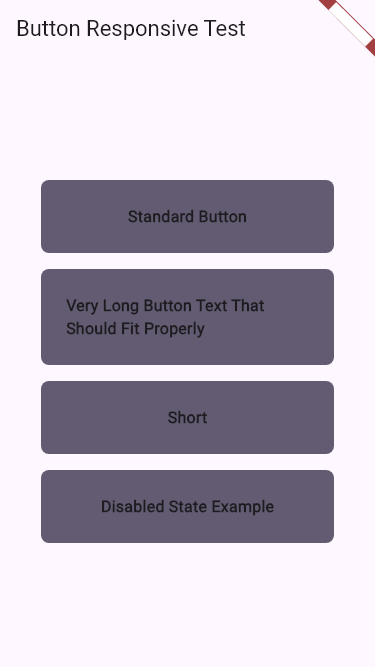 Button Responsive Test
Standard Button
Very Long Button Text That
Should Fit Properly
Short
Disabled State Example